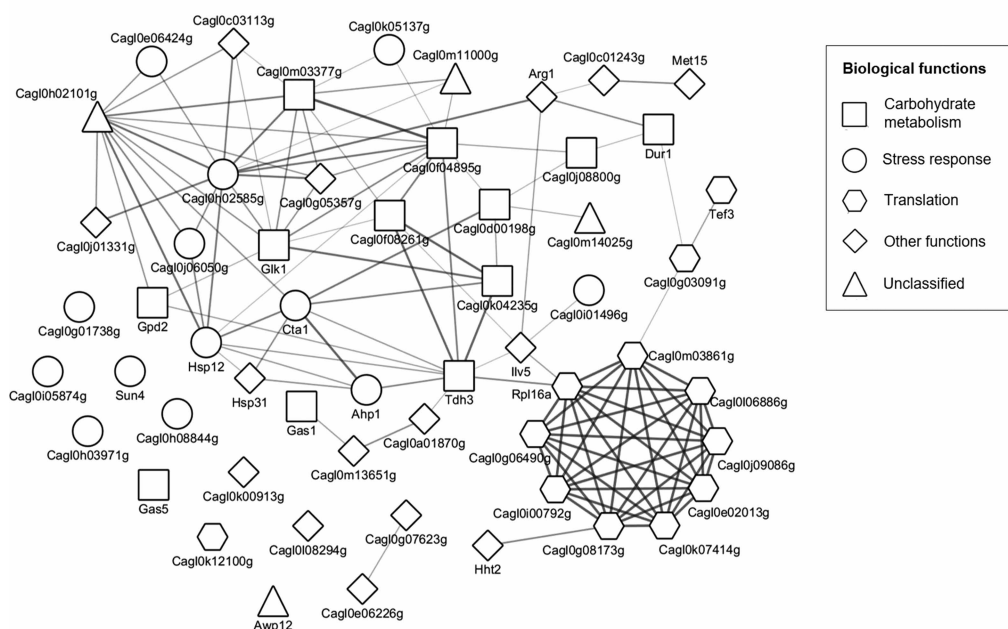 Cagl0c03113g
Cagl0e06424g
Cagl0k05137g
Cagl0m11000g
Cagl0c01243g
Met15
Cagl0m03377g
Arg1
Cagl0h02101g
Cagl0f04895g
Cagl0j08800g
Dur1
Cagl0h02585g
Cagl0g05357g
Tef3
Cagl0j01331g
Cagl0f08261g
Cagl0d00198g
Cagl0m14025g
Cagl0j06050g
Glk1
Cagl0g03091g
Cagl0k04235g
Cagl0i01496g
Gpd2
Cta1
Cagl0g01738g
Hsp12
Ilv5
Cagl0m03861g
Cagl0i05874g
Sun4
Hsp31
Ahp1
Tdh3
Rpl16a
Cagl0l06886g
Cagl0h03971g
Cagl0h08844g
Gas1
Cagl0a01870g
Cagl0m13651g
Cagl0g06490g
Cagl0j09086g
Gas5
Cagl0k00913g
Cagl0i00792g
Cagl0e02013g
Cagl0k12100g
Cagl0l08294g
Cagl0g07623g
Hht2
Cagl0g08173g
Cagl0k07414g
Cagl0e06226g
Awp12
Biological functions
Carbohydrate
metabolism
Stress response
Translation
Other functions
Unclassified